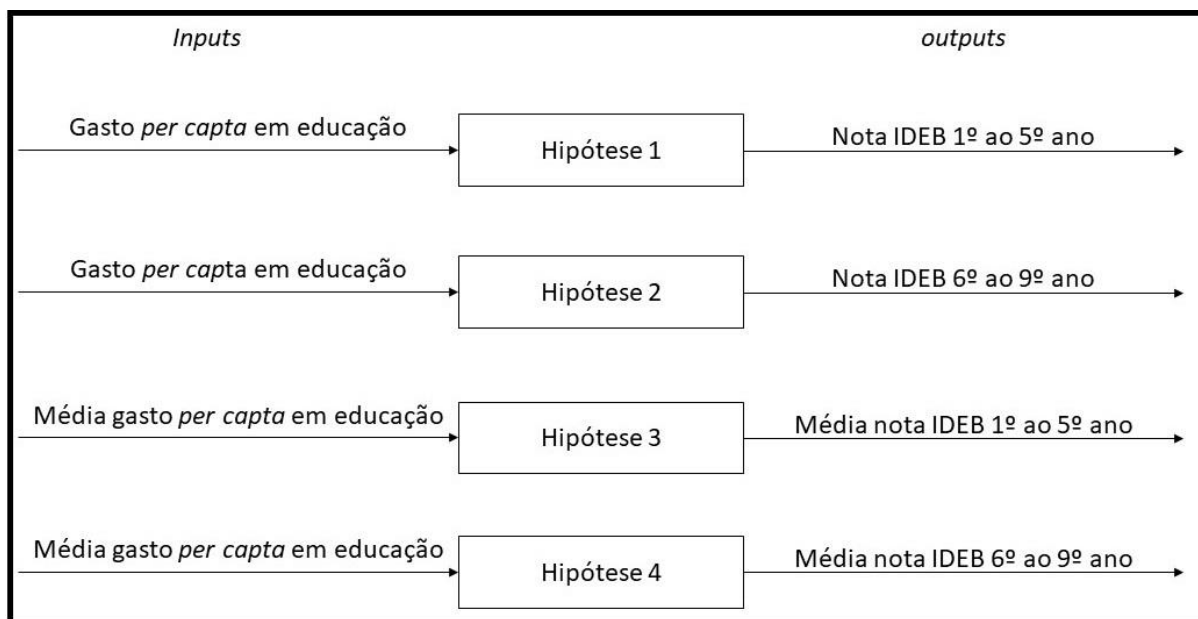 Inputs
outputs
Gasto per capta em educação
Hipótese 1
Nota IDEB 1º ao 5º ano
Gasto per capta em educação
Hipótese 2
Nota IDEB 6º ao 9º ano
Média gasto per capta em educação
Hipótese 3
Média nota IDEB 1º ao 5º ano
Média gasto per capta em educação
Hipótese 4
Média nota IDEB 6º ao 9º ano